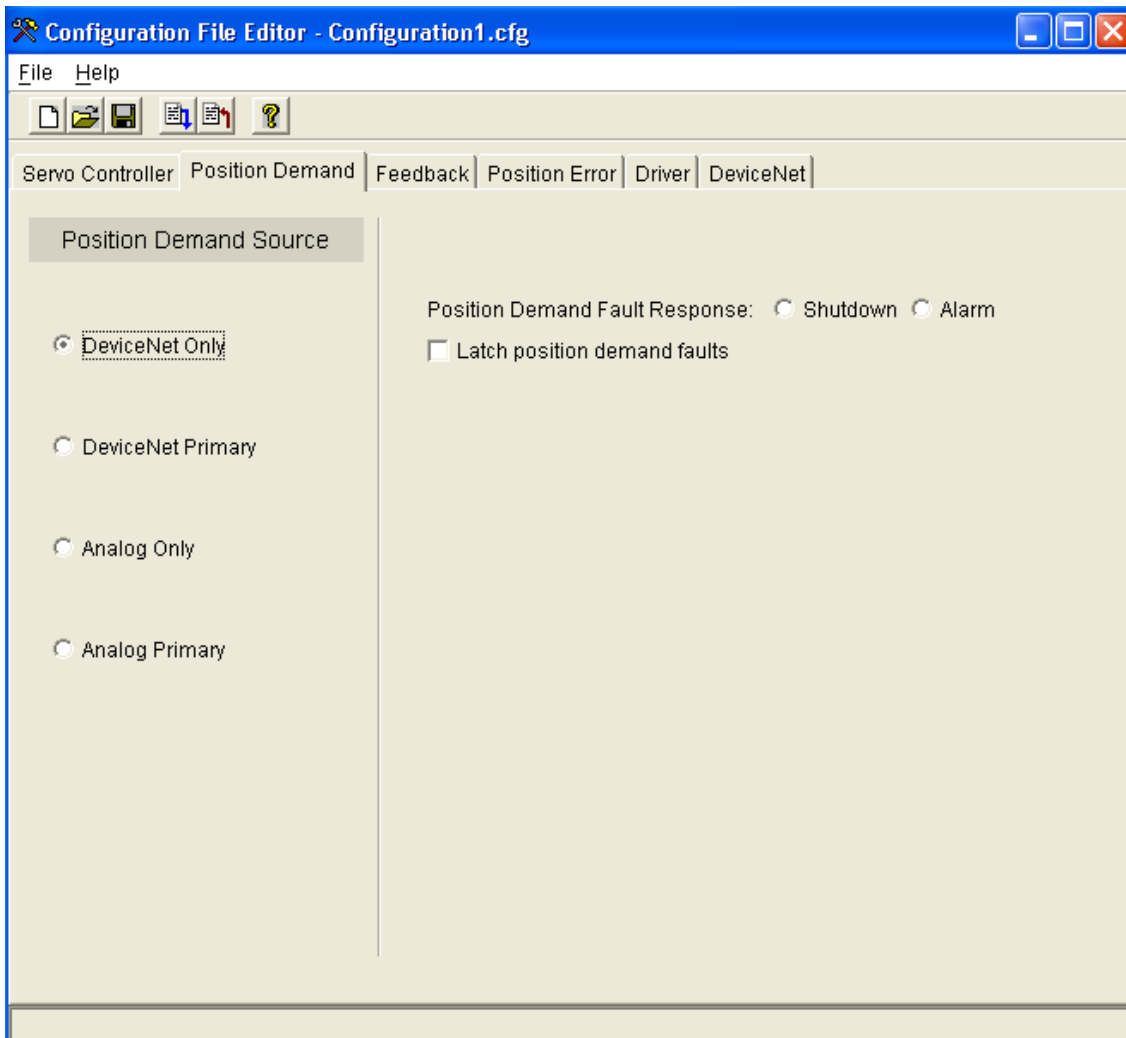 Configuration File Editor - Configuration1.cfg
File Help
Servo Controller Position Demand Feedback Position Error Driver DeviceNet
Position Demand Source
Position Demand Fault Response: Shutdown Alarm
DeviceNet Only
Latch position demand faults
DeviceNet Primary
Analog Only
Analog Primary